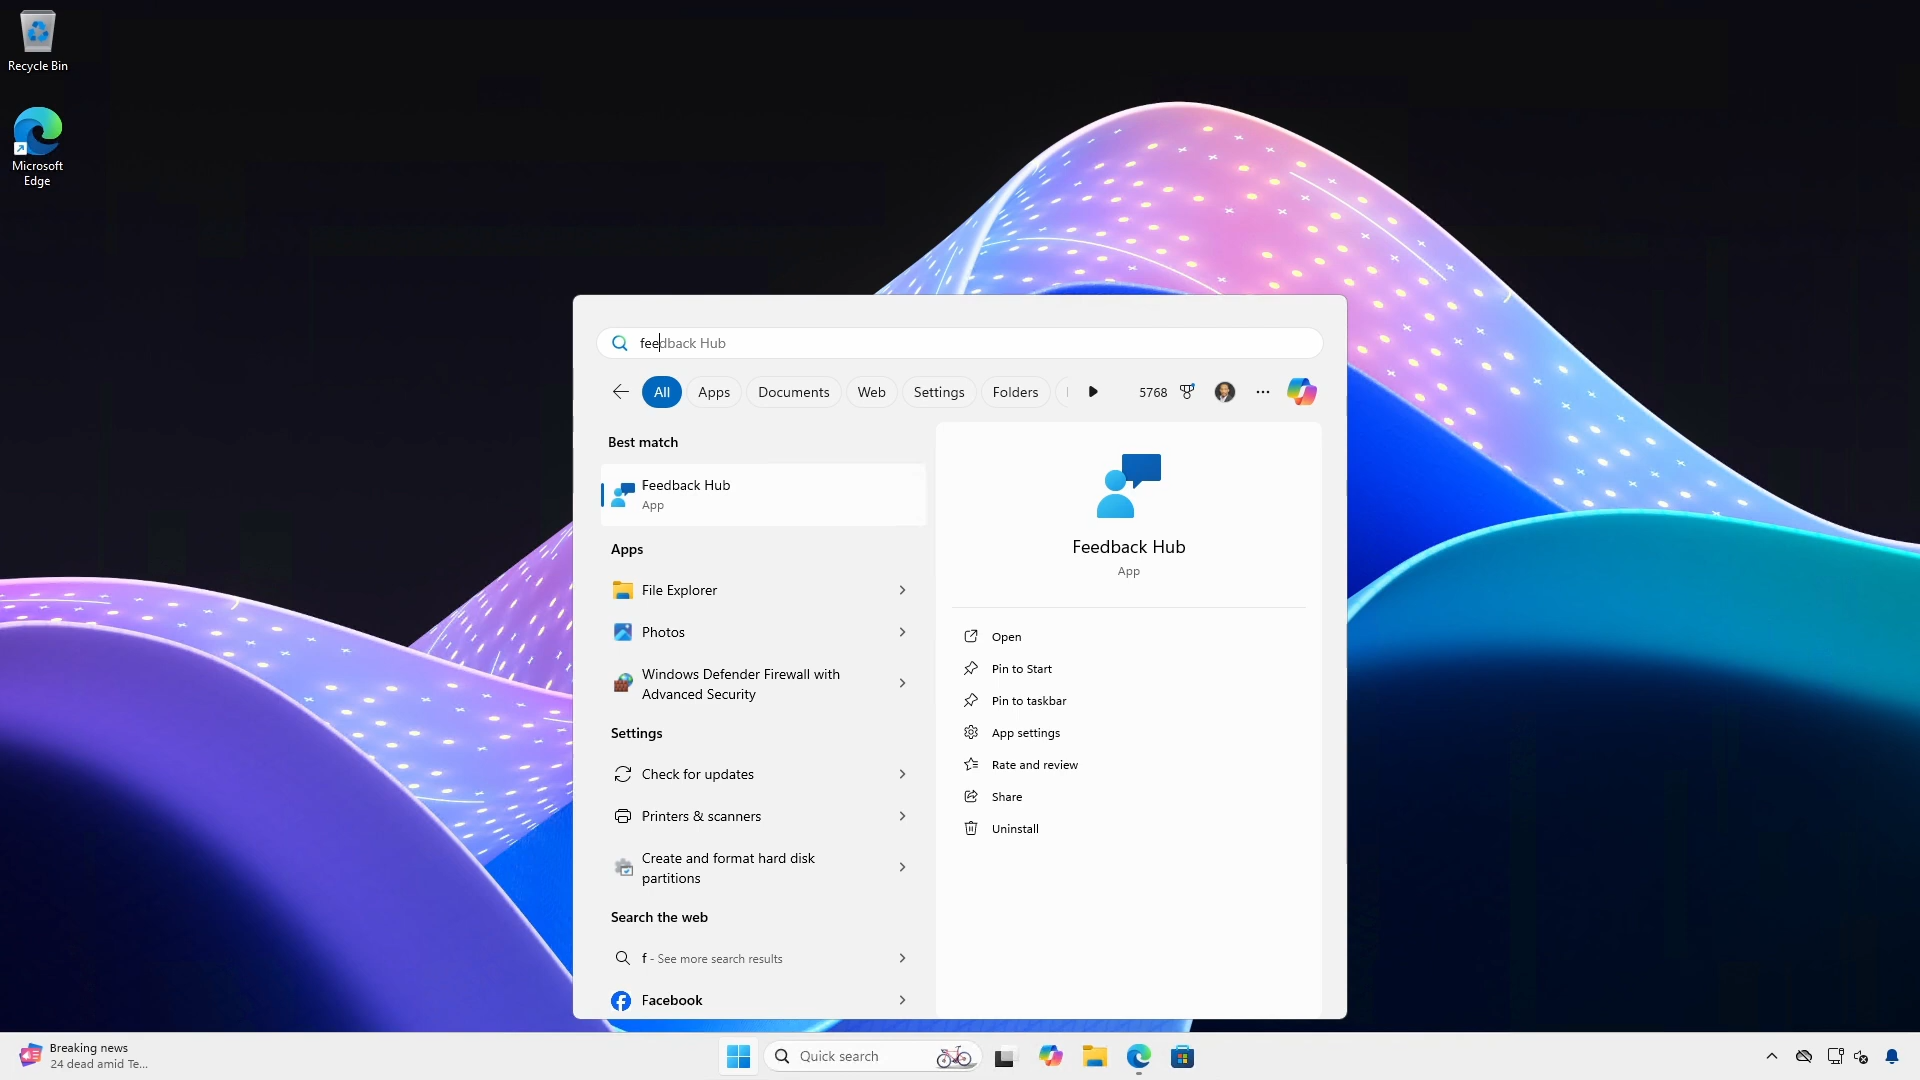 Recycle Bin
Microsoft
Edge
feedback Hub
All
Apps
Documents
Web
Settings
Folders
5768
Best match
Feedback Hub
App
Apps
File Explorer
Photos
Windows Defender Firewall with
Advanced Security
Settings
Check for updates
Printers & scanners
Create and format hard disk
partitions
Search the web
f - See more search results
Facebook
Feedback Hub
App
Open
Pin to Start
Pin to taskbar
App settings
Rate and review
Share
Uninstall
Breaking news
24 dead amid Te...
Quick search